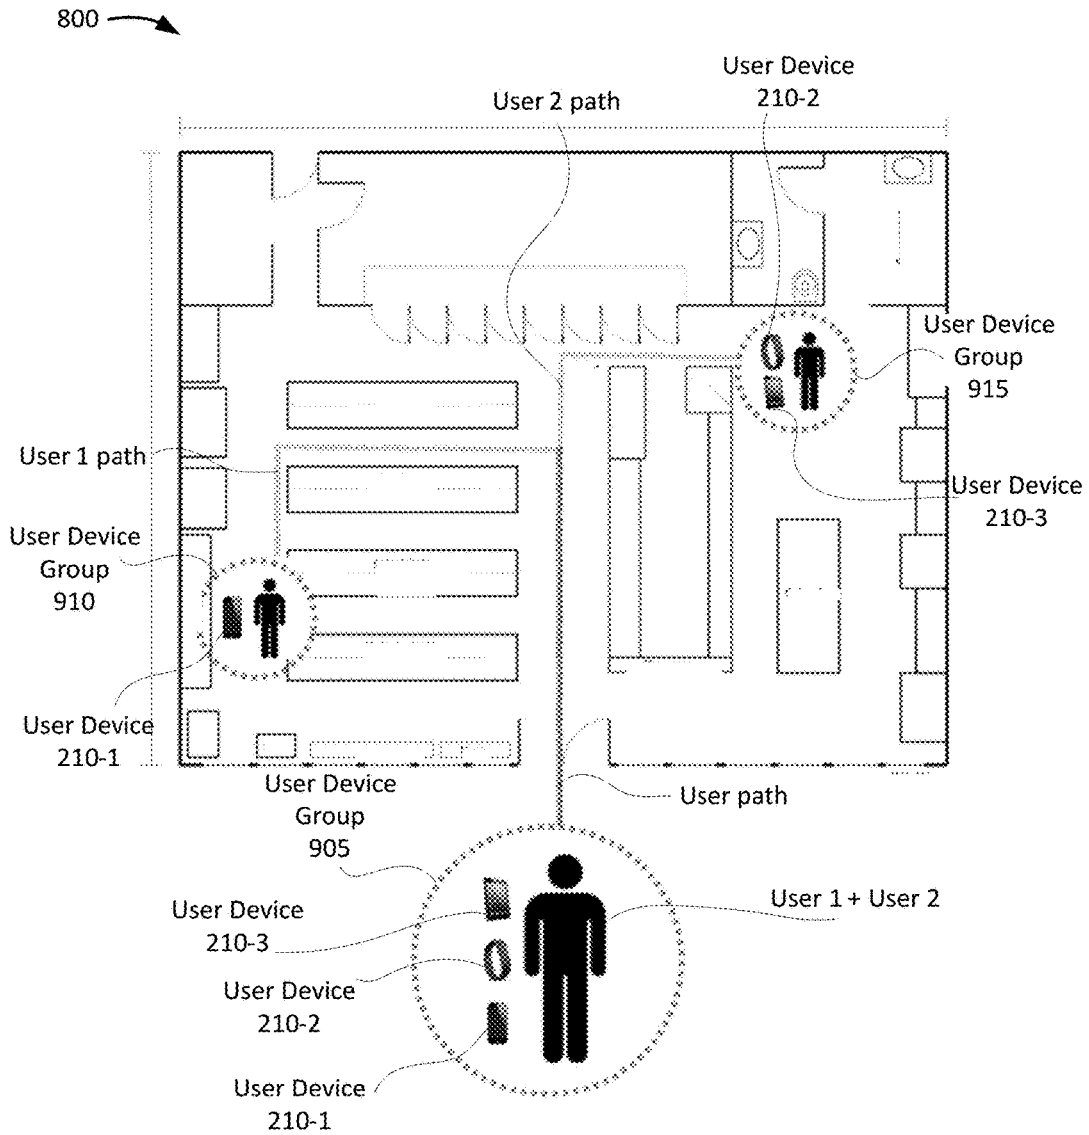 800
User Device
210-2
User 2 path
User Device
Group
915
User 1 path
User Device
210-3
User Device
Group
910
User Device
210-1
User Device
Group
905
User path
User 1 + User 2
User Device
210-3
User Device
210-2
User Device
210-1